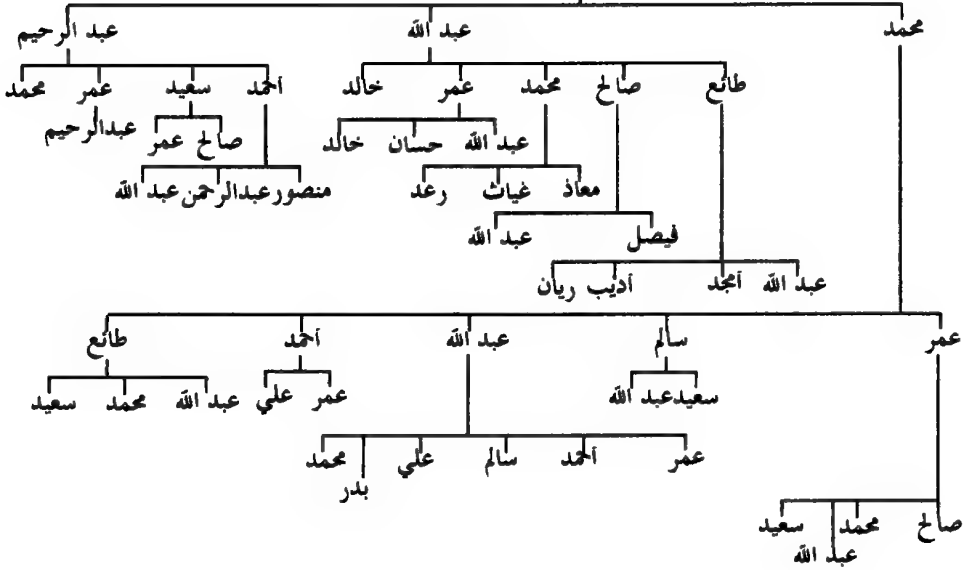 محمد عبد الله عبد الرحيم
طائع صالح محمد عمر خالد أحمد سعيد عمر محمد
عبد الله حسان خالد صالح عمر عبدالرحيم
معاذ غياث رعد منصور عبدالرحمن عبد الله
فيصل عبد الله
عبد الله أمجد أديب ريان
عمر سالم عبد الله أحمد طائع
سعيد عبد الله عمر علي عبد الله محمد سعيد
عمر أحمد سالم علي محمد
بدر
صالح محمد سعيد
عبد الله